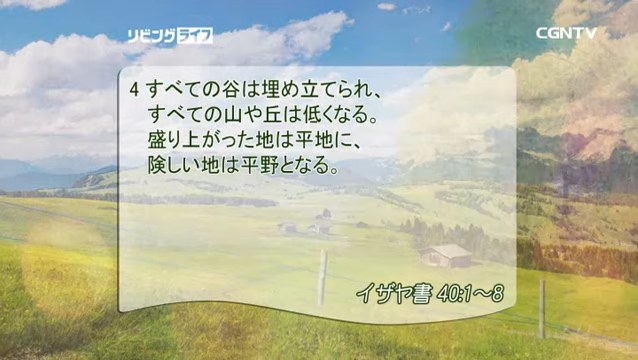 リビングライフ
CGNTV
4 すべての谷は埋め立てられ、
すべての山や丘は低くなる。
盛り上がった地は平地に、
険しい地は平野となる。
イザヤ書 40:1～8